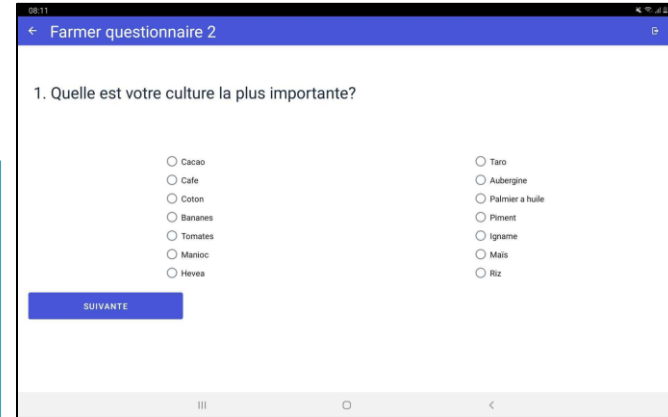 08:11
Farmer questionnaire 2
1. Quelle est votre culture la plus importante?
Cacao
Cafe
Coton
Bananes
Tomates
Manioc
Hevea
Taro
Aubergine
Palmier a huile
Piment
Igname
Maïs
Riz
SUIVANTE